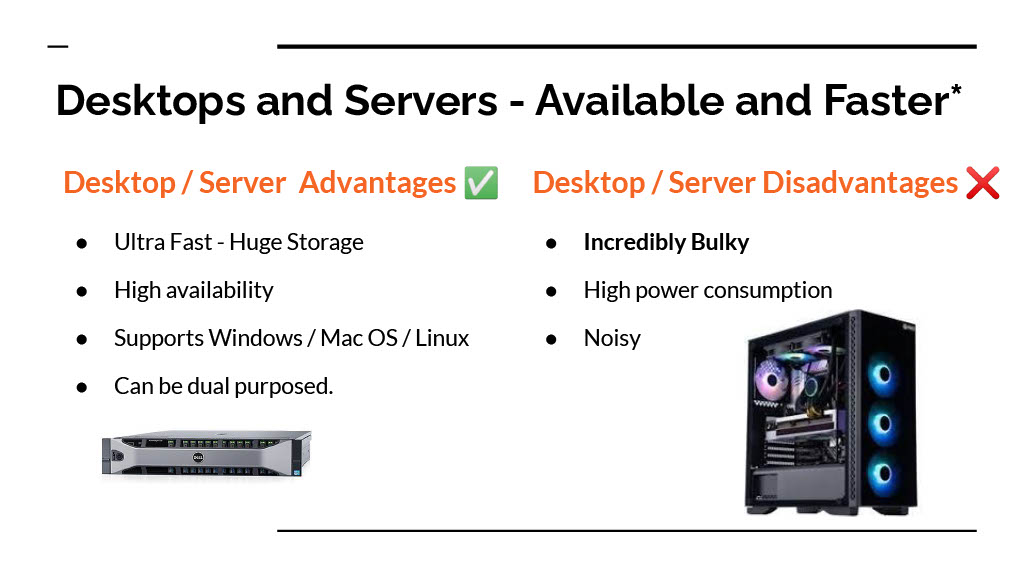 Desktops and Servers - Available and Faster*
Desktop / Server  Advantages ✅
Ultra Fast - Huge Storage
High availability
Supports Windows / Mac OS / Linux
Can be dual purposed.
DELL
Desktop / Server Disadvantages ❌
Incredibly Bulky
High power consumption
Noisy